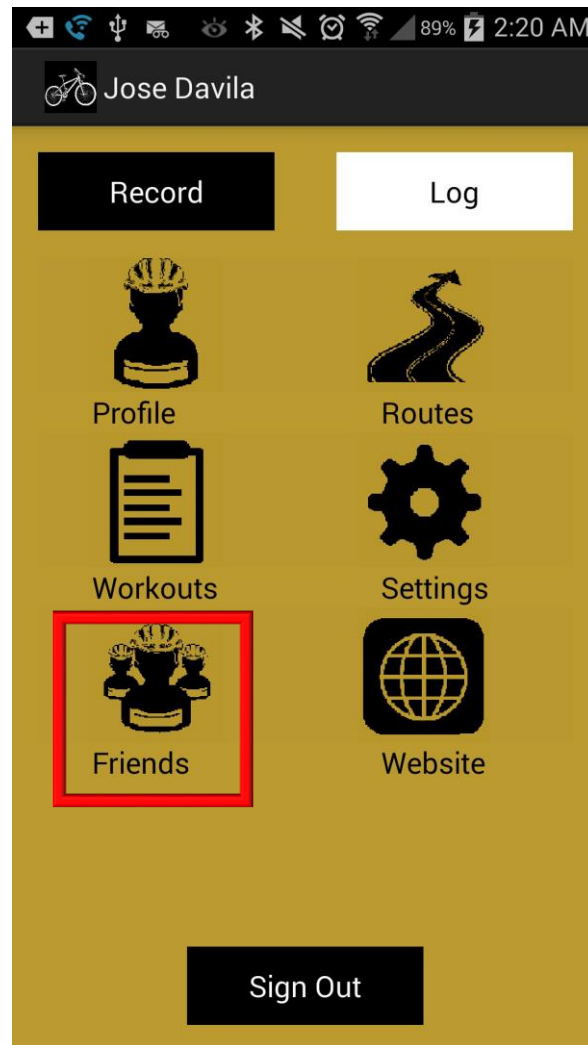 89% 2:20 AM
Jose Davila
Record Log
Profile Routes
Workouts Settings
Friends Website
Sign Out